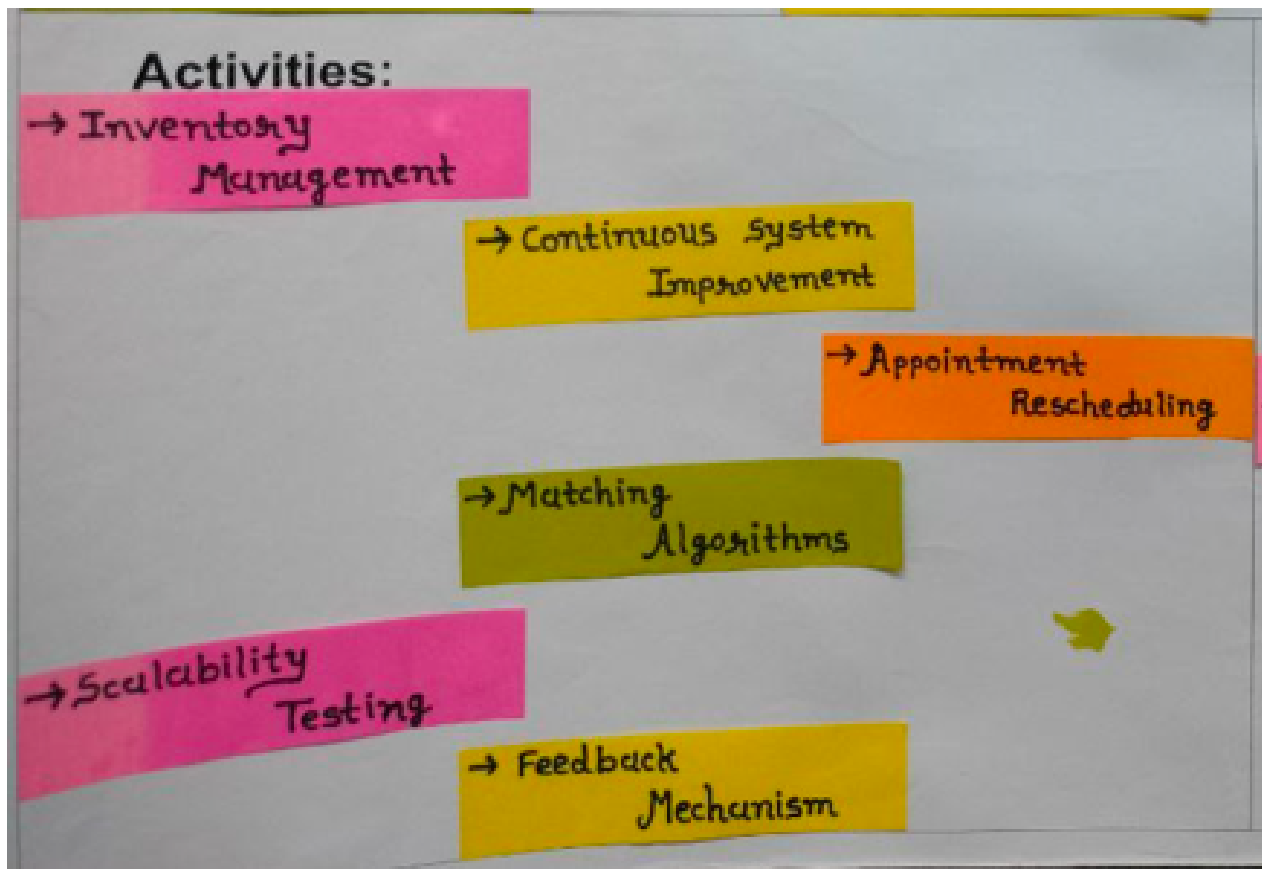 Activities:
→ Inventory
Management
→ Continuous system
Improvement
→ Appointment
Rescheduling
→ Matching
Algorithms
→ Scalability
Testing
→ Feedback
Mechanism